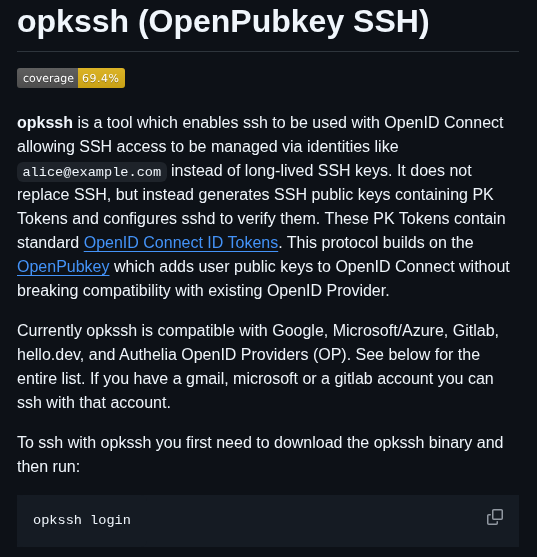 opkssh (OpenPubkey SSH)
coverage 69.4%
opkssh is a tool which enables ssh to be used with OpenID Connect
allowing SSH access to be managed via identities like
alice@example.com instead of long-lived SSH keys. It does not
replace SSH, but instead generates SSH public keys containing PK
Tokens and configures sshd to verify them. These PK Tokens contain
standard OpenID Connect ID Tokens. This protocol builds on the
OpenPubkey which adds user public keys to OpenID Connect without
breaking compatibility with existing OpenID Provider.
Currently opkssh is compatible with Google, Microsoft/Azure, Gitlab,
hello.dev, and Authelia OpenID Providers (OP). See below for the
entire list. If you have a gmail, microsoft or a gitlab account you can
ssh with that account.
To ssh with opkssh you first need to download the opkssh binary and
then run:
opkssh login